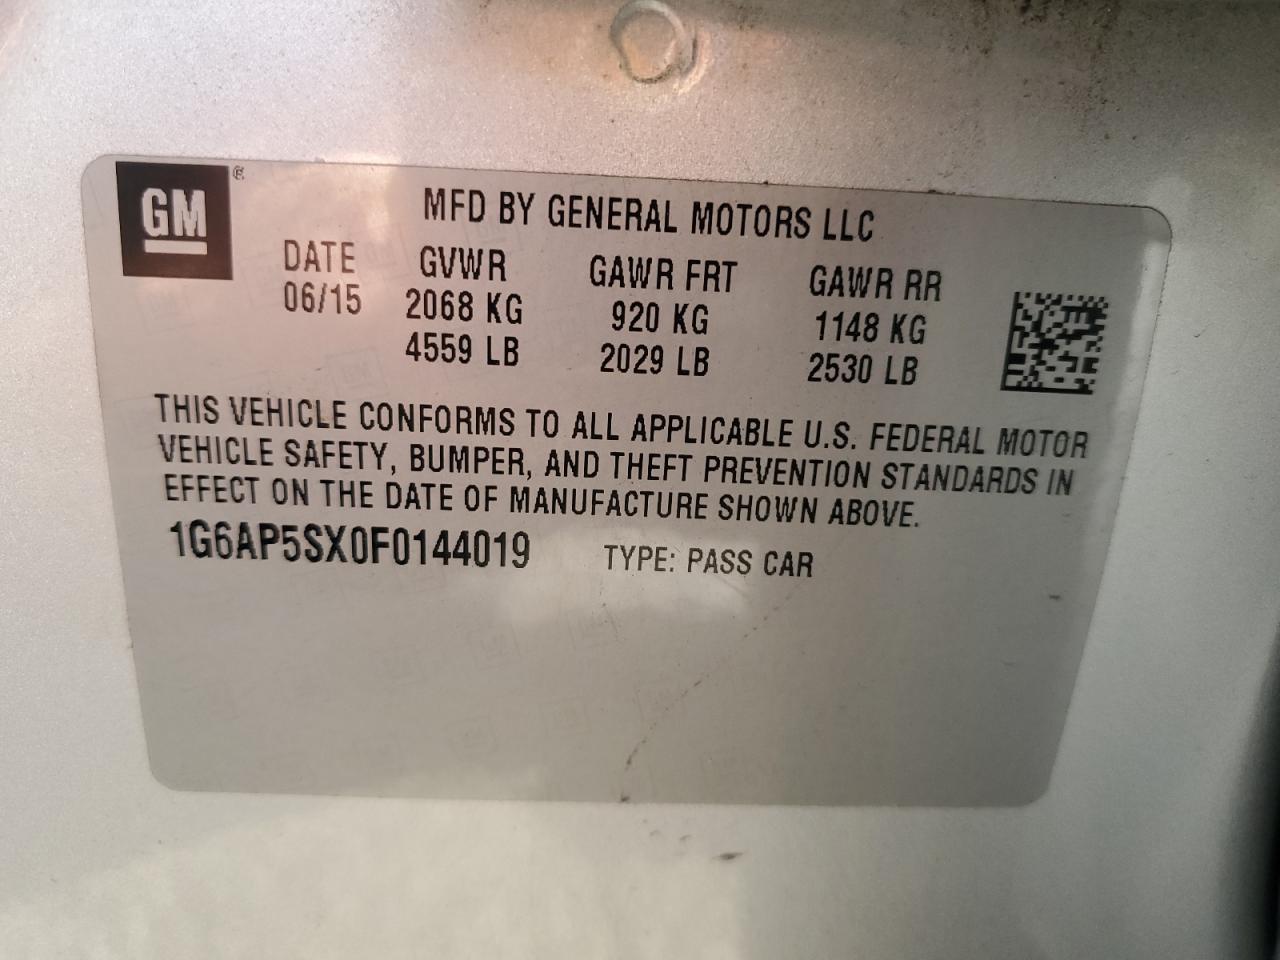 GM ®
MFD BY GENERAL MOTORS LLC
DATE GVWR GAWR FRT GAWR RR
06/15 2068 KG 920 KG 1148 KG
4559 LB 2029 LB 2530 LB
THIS VEHICLE CONFORMS TO ALL APPLICABLE U.S. FEDERAL MOTOR
VEHICLE SAFETY, BUMPER, AND THEFT PREVENTION STANDARDS IN
EFFECT ON THE DATE OF MANUFACTURE SHOWN ABOVE.
1G6AP5SX0F0144019 TYPE: PASS CAR